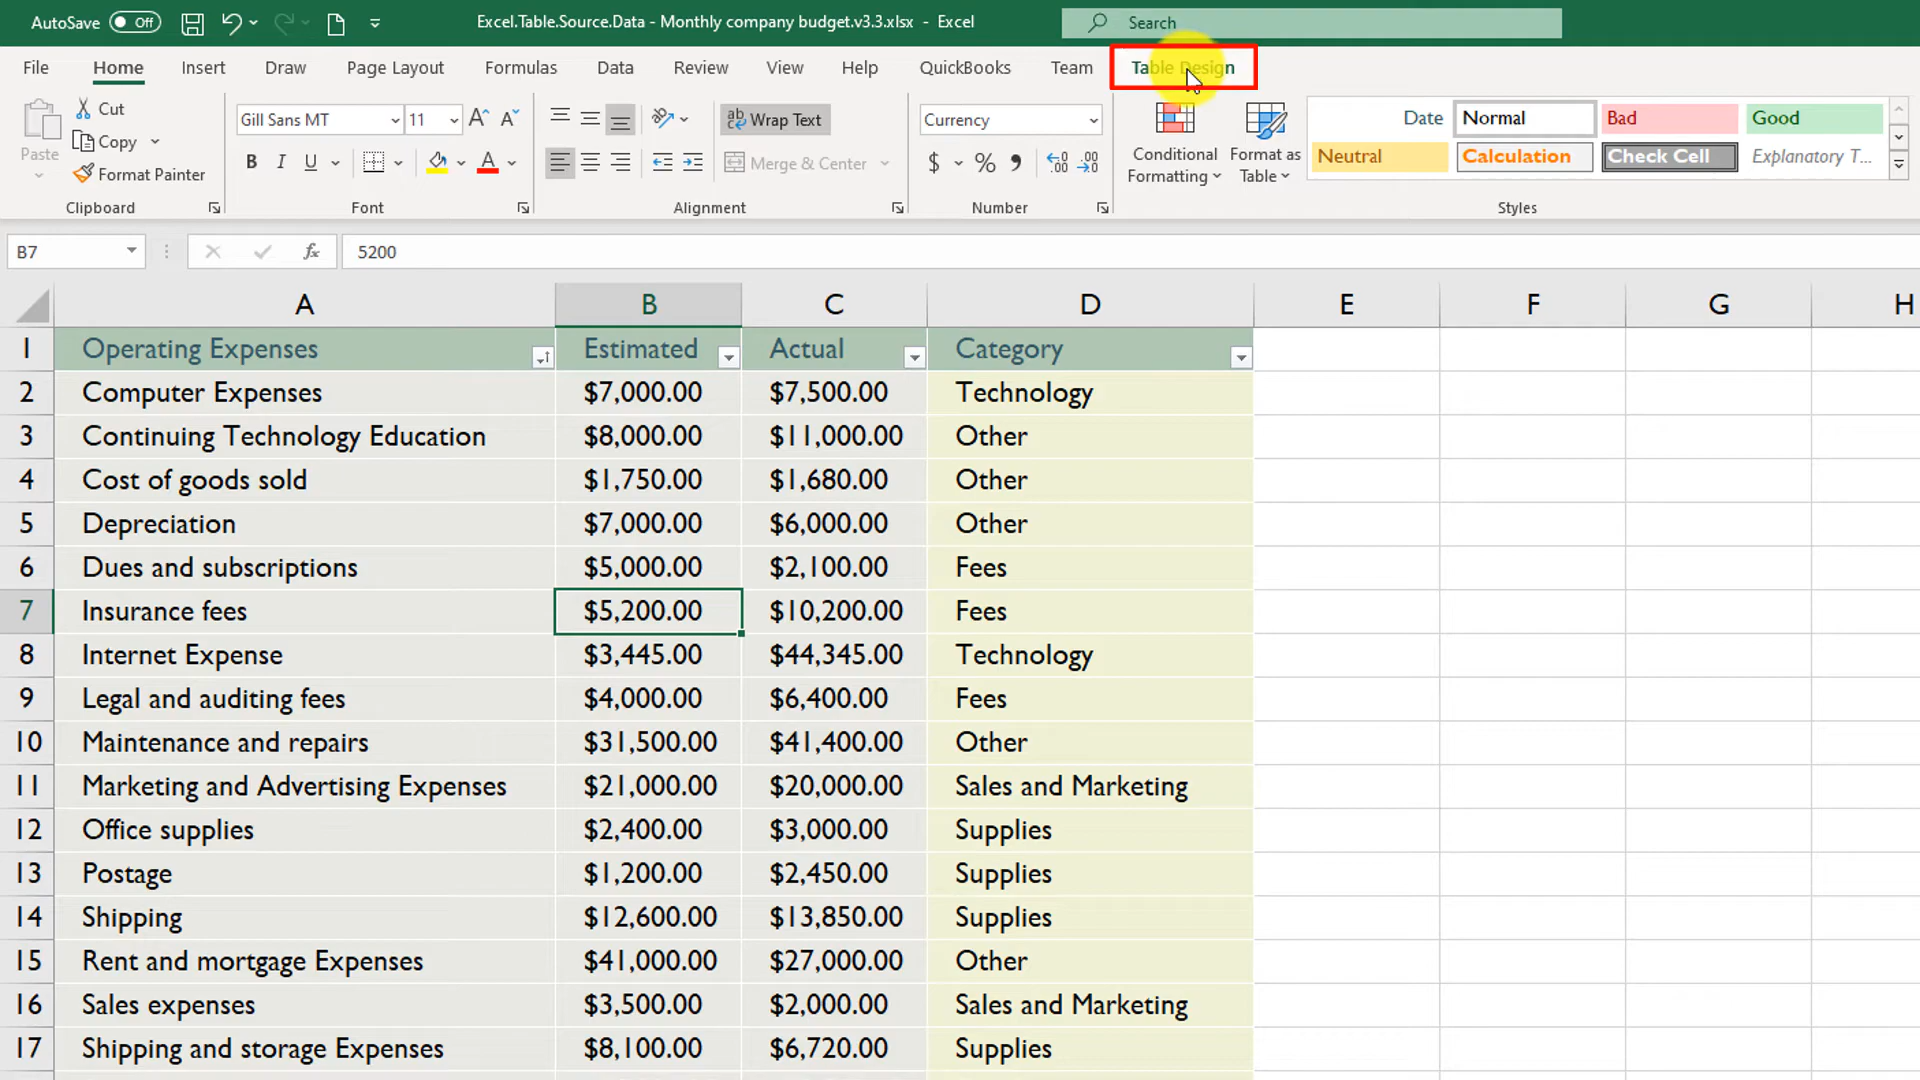 AutoSave Off Excel.Table.Source.Data - Monthly company budget.v3.3.xlsx - Excel Search
File Home Insert Draw Page Layout Formulas Data Review View Help QuickBooks Team Table Design
Paste Cut Copy Format Painter
Clipboard
Gill Sans MT 11
B I U A
Font
ab Wrap Text
Merge & Center
Alignment
Currency
$ % ,
Number
Conditional Formatting
Format as Table
Date Normal Bad Good
Neutral Calculation Check Cell Explanatory T...
Styles
B7 fx 5200
A B C D E F G H
1 Operating Expenses Estimated Actual Category
2 Computer Expenses $7,000.00 $7,500.00 Technology
3 Continuing Technology Education $8,000.00 $11,000.00 Other
4 Cost of goods sold $1,750.00 $1,680.00 Other
5 Depreciation $7,000.00 $6,000.00 Other
6 Dues and subscriptions $5,000.00 $2,100.00 Fees
7 Insurance fees $5,200.00 $10,200.00 Fees
8 Internet Expense $3,445.00 $44,345.00 Technology
9 Legal and auditing fees $4,000.00 $6,400.00 Fees
10 Maintenance and repairs $31,500.00 $41,400.00 Other
11 Marketing and Advertising Expenses $21,000.00 $20,000.00 Sales and Marketing
12 Office supplies $2,400.00 $3,000.00 Supplies
13 Postage $1,200.00 $2,450.00 Supplies
14 Shipping $12,600.00 $13,850.00 Supplies
15 Rent and mortgage Expenses $41,000.00 $27,000.00 Other
16 Sales expenses $3,500.00 $2,000.00 Sales and Marketing
17 Shipping and storage Expenses $8,100.00 $6,720.00 Supplies